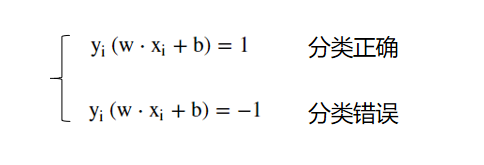 yᵢ (w · xᵢ + b) = 1 分类正确
yᵢ (w · xᵢ + b) = −1 分类错误